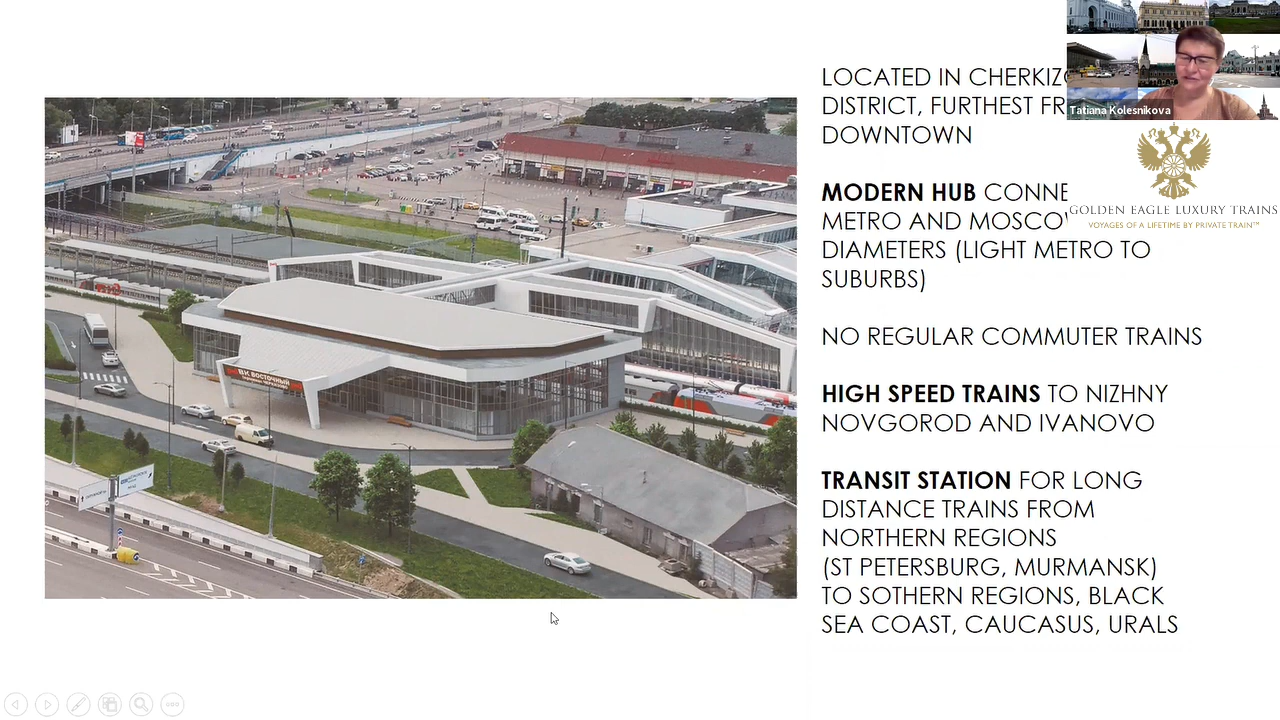 LOCATED IN CHERKIZO
DISTRICT, FURTHEST FR
DOWNTOWN
MODERN HUB CONNE
METRO AND MOSCOW
DIAMETERS (LIGHT METRO TO
SUBURBS)
NO REGULAR COMMUTER TRAINS
HIGH SPEED TRAINS TO NIZHNY
NOVGOROD AND IVANOVO
TRANSIT STATION FOR LONG
DISTANCE TRAINS FROM
NORTHERN REGIONS
(ST PETERSBURG, MURMANSK)
TO SOTHERN REGIONS, BLACK
SEA COAST, CAUCASUS, URALS
Tatiana Kolesnikova
GOLDEN EAGLE LUXURY TRAINS
VOYAGES OF A LIFETIME BY PRIVATE TRAIN™
ВОСТОЧНЫЙ